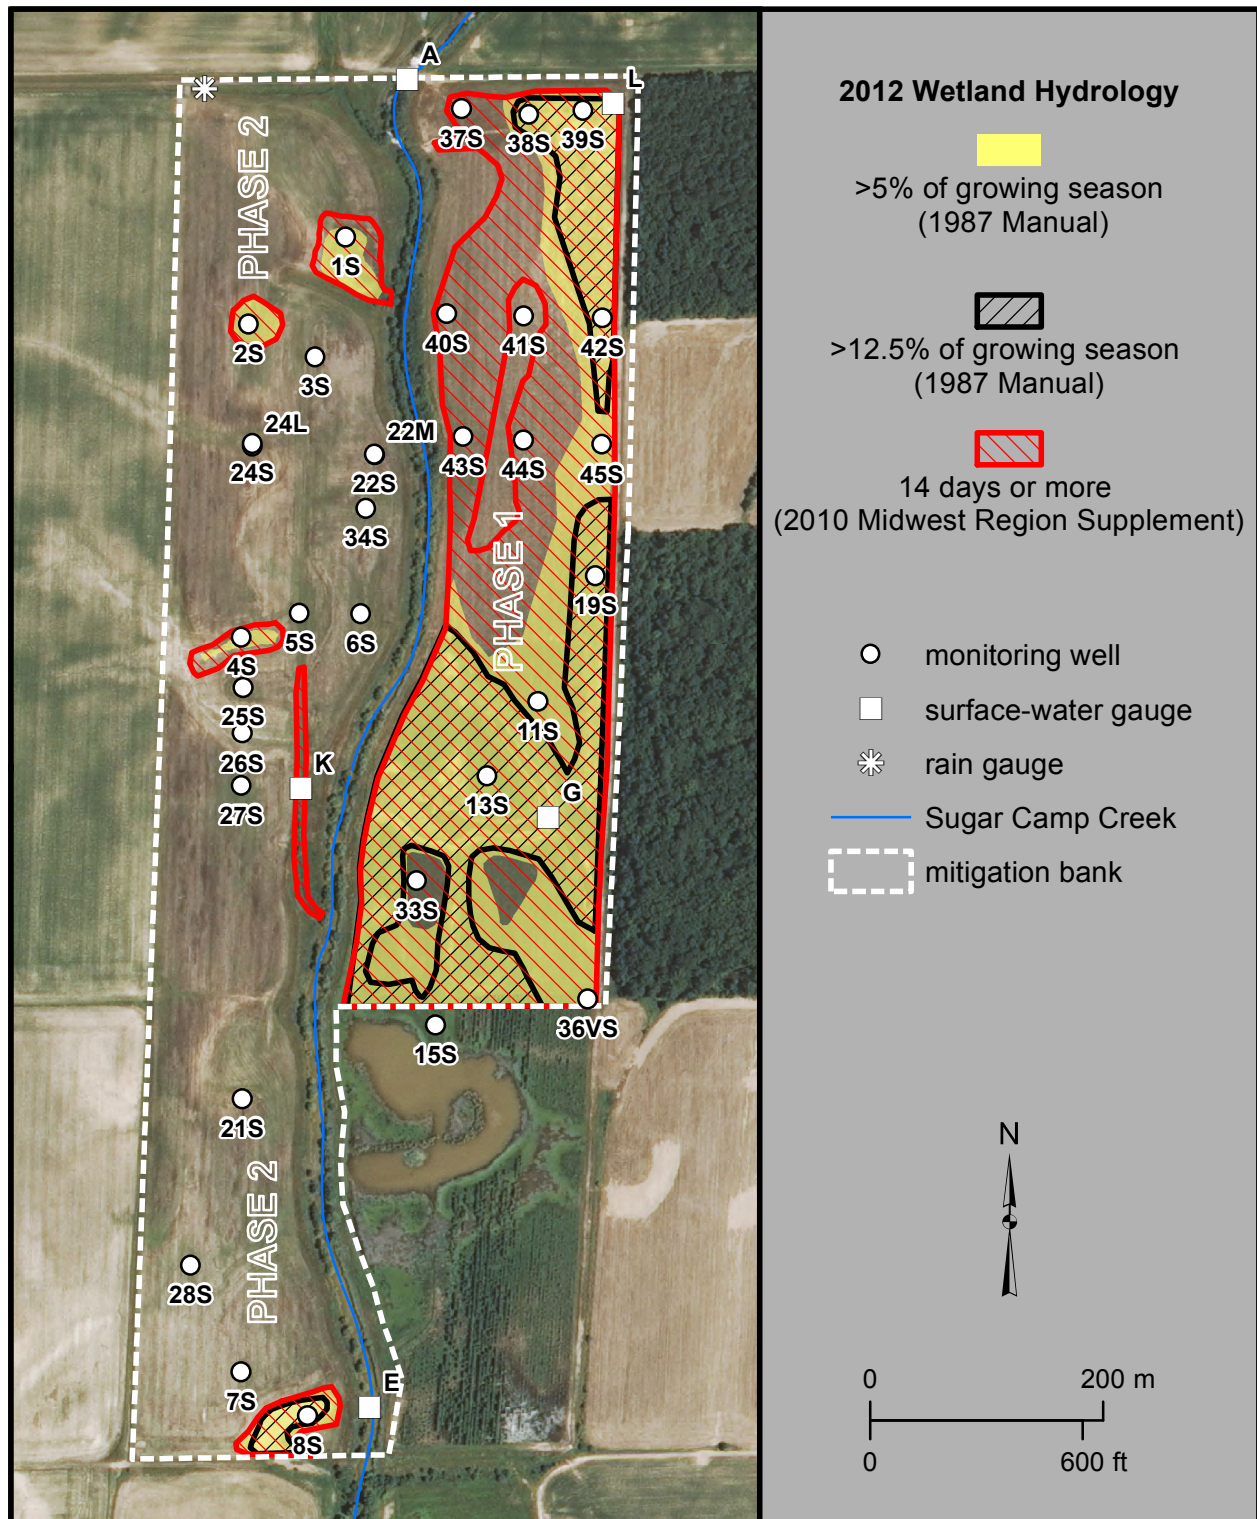 A
L
PHASE 2
37S
38S
39S
1S
2S
3S
40S
41S
42S
24L
24S
22M
22S
43S
44S
45S
34S
PHASE 1
19S
5S
6S
4S
25S
11S
26S
K
27S
13S
G
33S
36VS
15S
21S
PHASE 2
28S
7S
E
8S
2012 Wetland Hydrology
>5% of growing season
(1987 Manual)
>12.5% of growing season
(1987 Manual)
14 days or more
(2010 Midwest Region Supplement)
monitoring well
surface-water gauge
rain gauge
Sugar Camp Creek
mitigation bank
N
0 200 m
0 600 ft